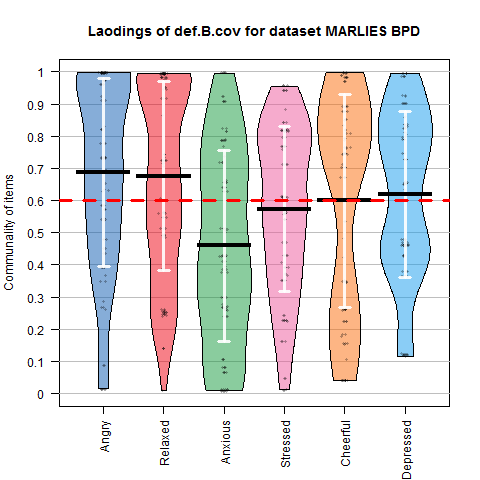 Laodings of def.B.cov for dataset MARLIES BPD
Communality of items
1
0.9
0.8
0.7
0.6
0.5
0.4
0.3
0.2
0.1
0
Angry
Relaxed
Anxious
Stressed
Cheerful
Depressed